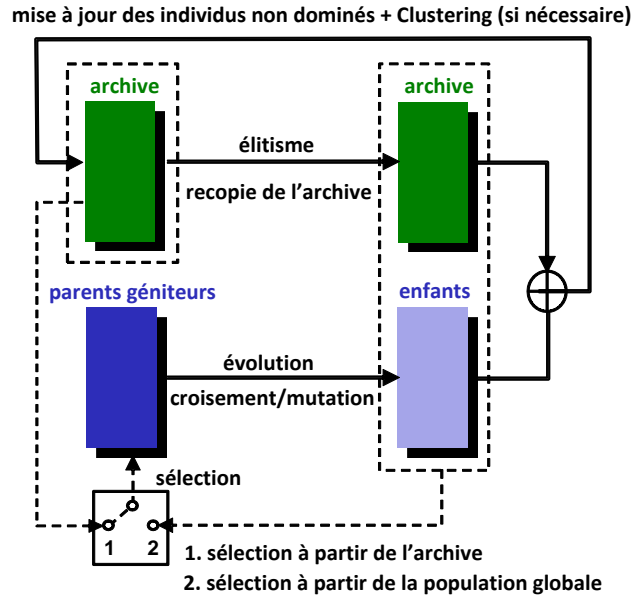 mise à jour des individus non dominés + Clustering (si nécessaire)
archive
archive
élitisme
recopie de l’archive
parents géniteurs
enfants
évolution
croisement/mutation
sélection
1 2
1. sélection à partir de l’archive
2. sélection à partir de la population globale